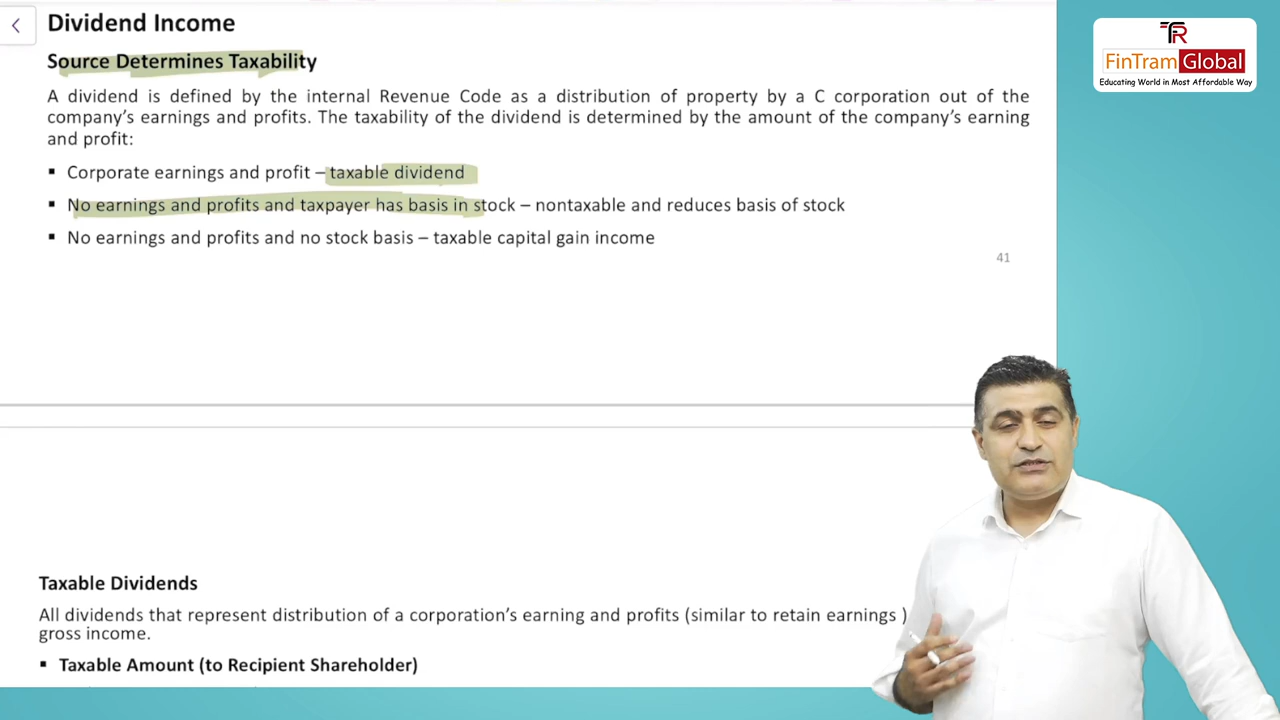 Dividend Income
Source Determines Taxability
A dividend is defined by the internal Revenue Code as a distribution of property by a C corporation out of the
company's earnings and profits. The taxability of the dividend is determined by the amount of the company's earning
and profit:
▪ Corporate earnings and profit – taxable dividend
▪ No earnings and profits and taxpayer has basis in stock – nontaxable and reduces basis of stock
▪ No earnings and profits and no stock basis – taxable capital gain income
41
Taxable Dividends
All dividends that represent distribution of a corporation's earning and profits (similar to retain earnings )
gross income.
▪ Taxable Amount (to Recipient Shareholder)
FinTram Global
Educating World in Most Affordable Way